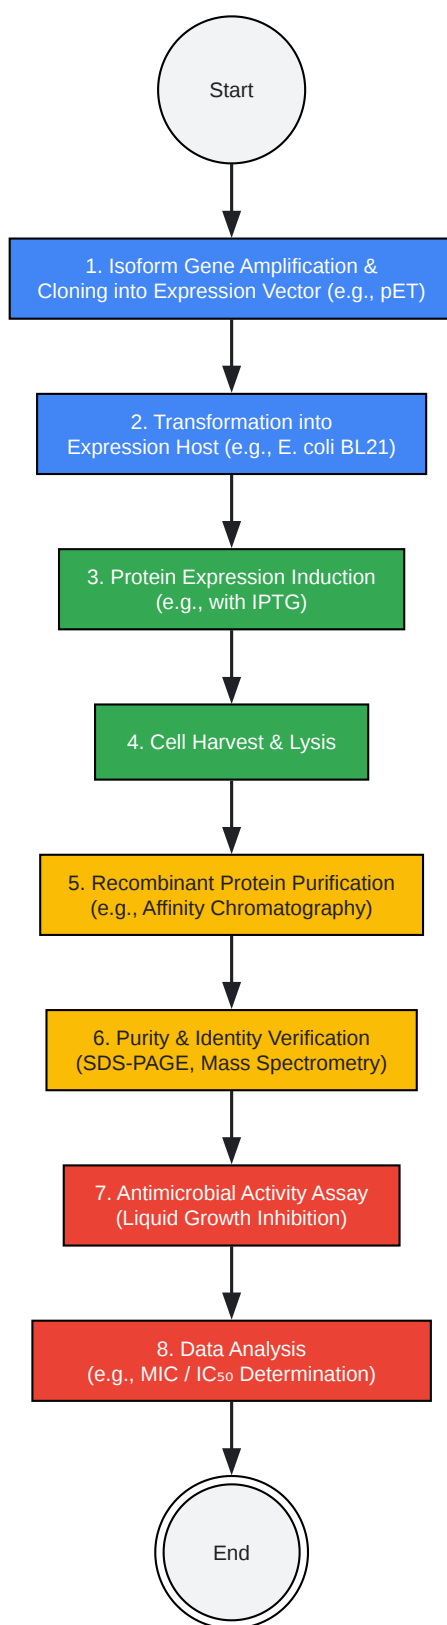 Start
1. Isoform Gene Amplification &
Cloning into Expression Vector (e.g., pET)
2. Transformation into
Expression Host (e.g., E. coli BL21)
3. Protein Expression Induction
(e.g., with IPTG)
4. Cell Harvest & Lysis
5. Recombinant Protein Purification
(e.g., Affinity Chromatography)
6. Purity & Identity Verification
(SDS-PAGE, Mass Spectrometry)
7. Antimicrobial Activity Assay
(Liquid Growth Inhibition)
8. Data Analysis
(e.g., MIC / IC₅₀ Determination)
End